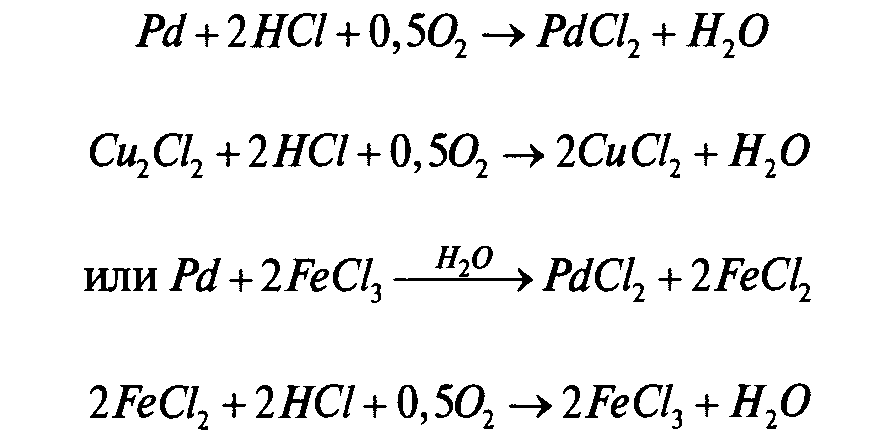 Pd + 2HCl + 0,5O₂ → PdCl₂ + H₂O
Cu₂Cl₂ + 2HCl + 0,5O₂ → 2CuCl₂ + H₂O
или Pd + 2FeCl₃ —H₂O→ PdCl₂ + 2FeCl₂
2FeCl₂ + 2HCl + 0,5O₂ → 2FeCl₃ + H₂O